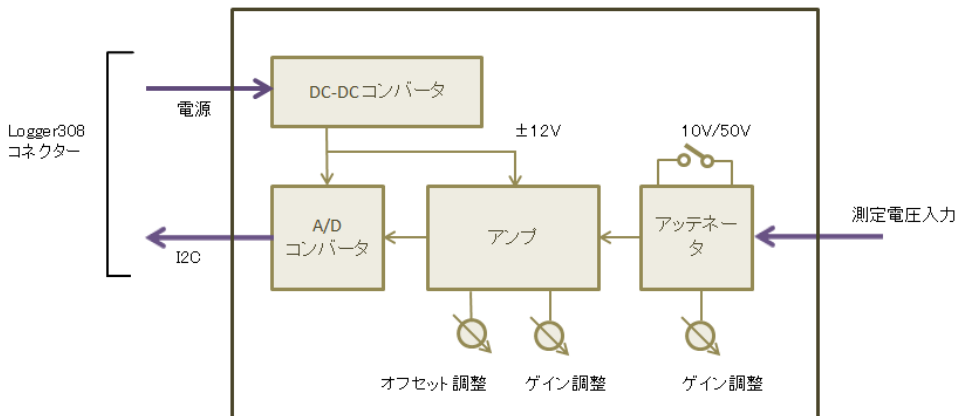 DC-DCコンバータ
電源
±12V
10V/50V
Logger308
コネクター
A/D
コンバータ
アンプ
アッテネー
タ
測定電圧入力
I2C
オフセット調整
ゲイン調整
ゲイン調整